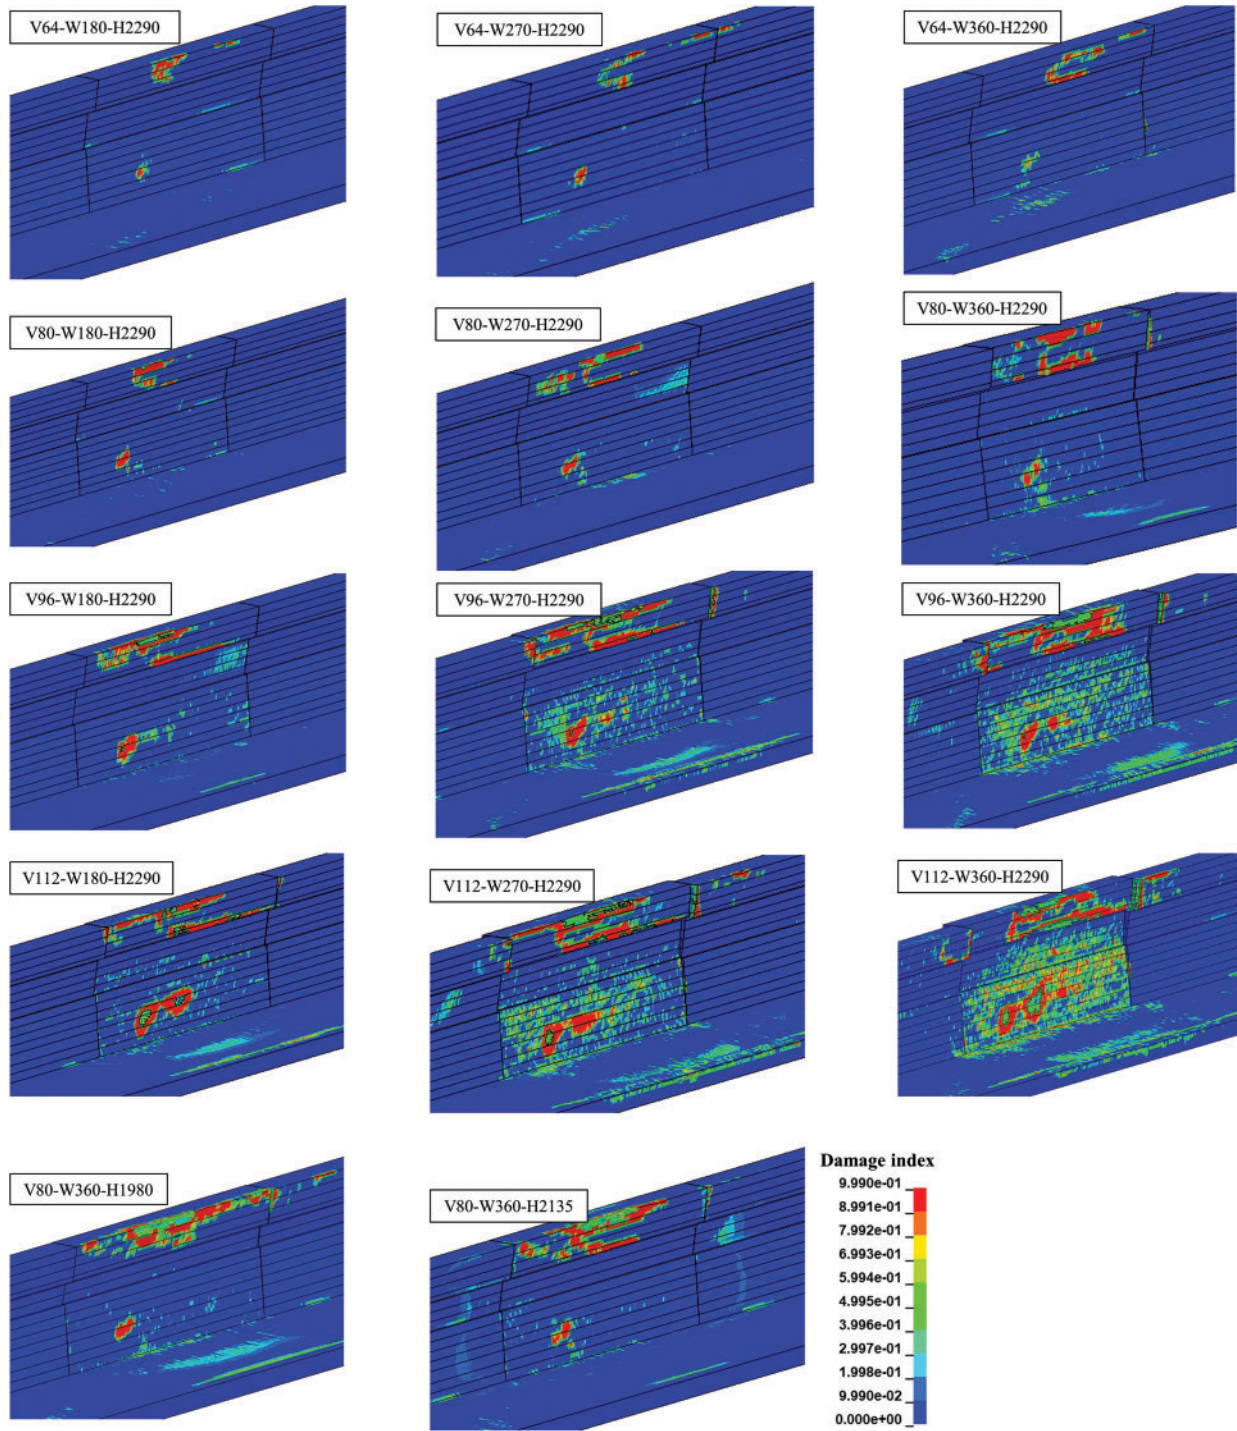 V64-W180-H2290
V64-W270-H2290
V64-W360-H2290
V80-W180-H2290
V80-W270-H2290
V80-W360-H2290
V96-W180-H2290
V96-W270-H2290
V96-W360-H2290
V112-W180-H2290
V112-W270-H2290
V112-W360-H2290
V80-W360-H1980
V80-W360-H2135
Damage index
9.990e-01
8.991e-01
7.992e-01
6.993e-01
5.994e-01
4.995e-01
3.996e-01
2.997e-01
1.998e-01
9.990e-02
0.000e+00